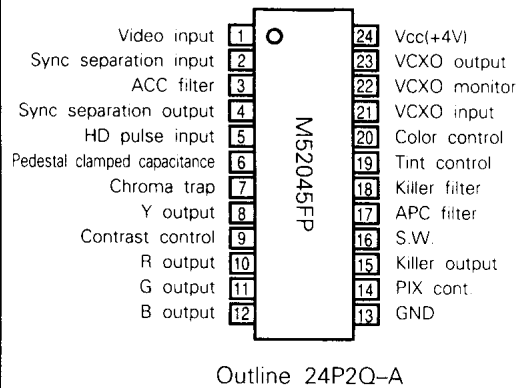 Video input 1 24 Vcc(+4V)
Sync separation input 2 23 VCXO output
ACC filter 3 22 VCXO monitor
Sync separation output 4 21 VCXO input
HD pulse input 5 20 Color control
Pedestal clamped capacitance 6 19 Tint control
Chroma trap 7 18 Killer filter
Y output 8 17 APC filter
Contrast control 9 16 S.W.
R output 10 15 Killer output
G output 11 14 PIX cont.
B output 12 13 GND
M52045FP
Outline 24P2Q-A